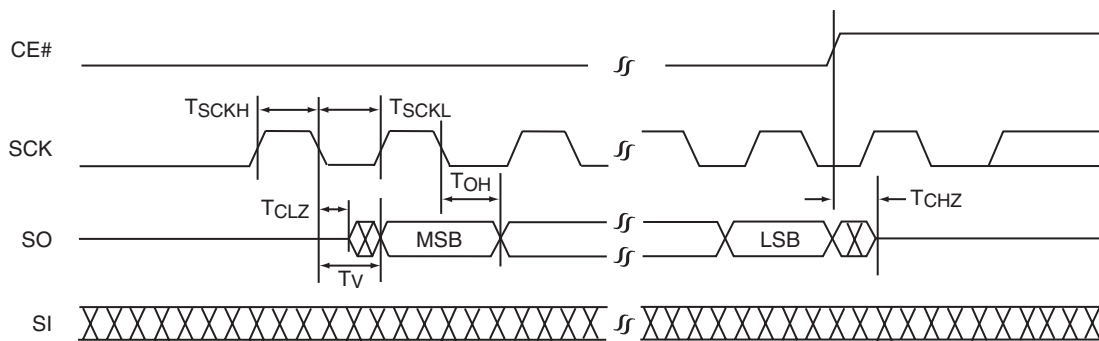 CE#
TSCKH
TSCKL
SCK
TOH
TCLZ
TCHZ
SO
MSB
LSB
TV
SI